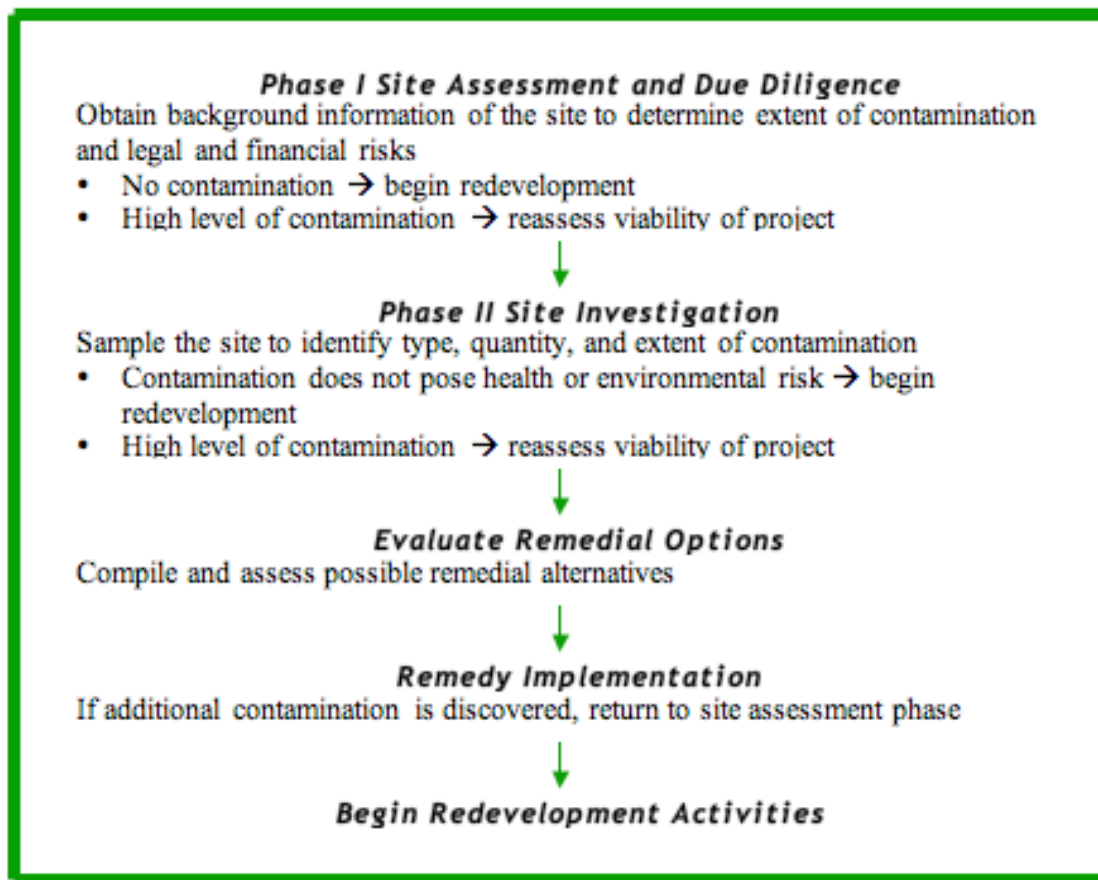 Phase I Site Assessment and Due Diligence
Obtain background information of the site to determine extent of contamination
and legal and financial risks
• No contamination → begin redevelopment
• High level of contamination → reassess viability of project
Phase II Site Investigation
Sample the site to identify type, quantity, and extent of contamination
• Contamination does not pose health or environmental risk → begin
redevelopment
• High level of contamination → reassess viability of project
Evaluate Remedial Options
Compile and assess possible remedial alternatives
Remedy Implementation
If additional contamination is discovered, return to site assessment phase
Begin Redevelopment Activities